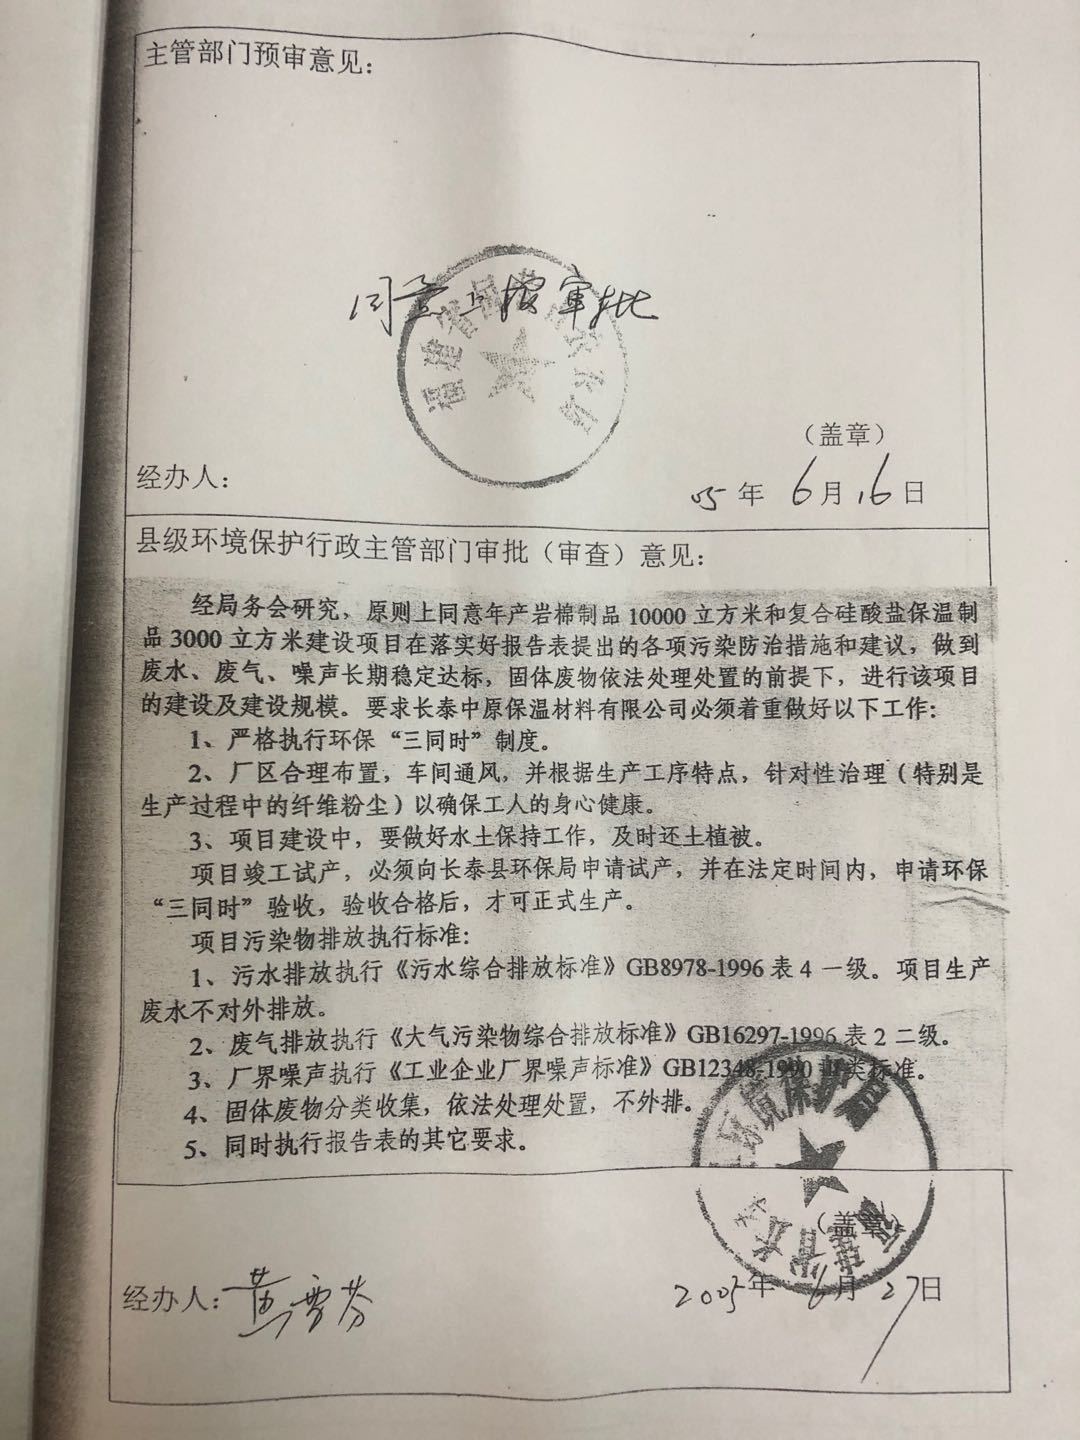 主管部门预审意见：
同意上报审批
（盖章）
经办人：
05年6月16日
县级环境保护行政主管部门审批（审查）意见：
经局务会研究，原则上同意年产岩棉制品10000立方米和复合硅酸盐保温制
品3000立方米建设项目在落实好报告表提出的各项污染防治措施和建议，做到
废水、废气、噪声长期稳定达标，固体废物依法处理处置的前提下，进行该项目
的建设及建设规模。要求长泰中原保温材料有限公司必须着重做好以下工作：
1、严格执行环保“三同时”制度。
2、厂区合理布置，车间通风，并根据生产工序特点，针对性治理（特别是
生产过程中的纤维粉尘）以确保工人的身心健康。
3、项目建设中，要做好水土保持工作，及时还土植被。
项目竣工试产，必须向长泰县环保局申请试产，并在法定时间内，申请环保
“三同时”验收，验收合格后，才可正式生产。
项目污染物排放执行标准：
1、污水排放执行《污水综合排放标准》GB8978-1996表4一级。项目生产
废水不对外排放。
2、废气排放执行《大气污染物综合排放标准》GB16297-1996表2二级。
3、厂界噪声执行《工业企业厂界噪声标准》GB12348-1990 类标准。
4、固体废物分类收集，依法处理处置，不外排。
5、同时执行报告表的其它要求。
（盖章）
经办人：黄雪芬
2005年6月27日